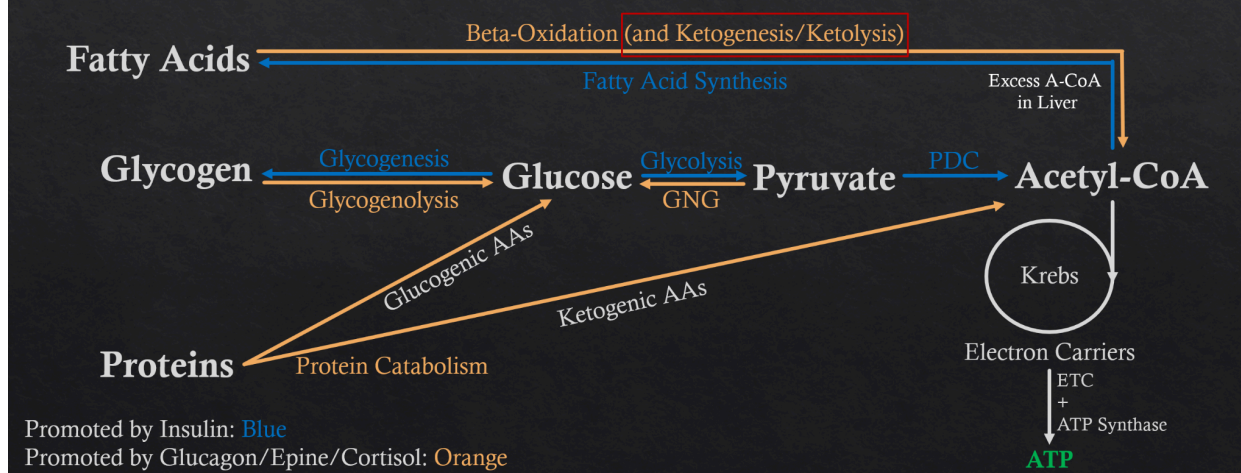 Beta-Oxidation (and Ketogenesis/Ketolysis)
Fatty Acids
Fatty Acid Synthesis
Excess A-CoA
in Liver
Glycogenesis
Glycolysis
PDC
Glycogen
Glucose
Pyruvate
Acetyl-CoA
Glycogenolysis
GNG
Glucogenic AAs
Ketogenic AAs
Krebs
Proteins
Protein Catabolism
Electron Carriers
ETC
+
ATP Synthase
Promoted by Insulin: Blue
Promoted by Glucagon/Epine/Cortisol: Orange
ATP